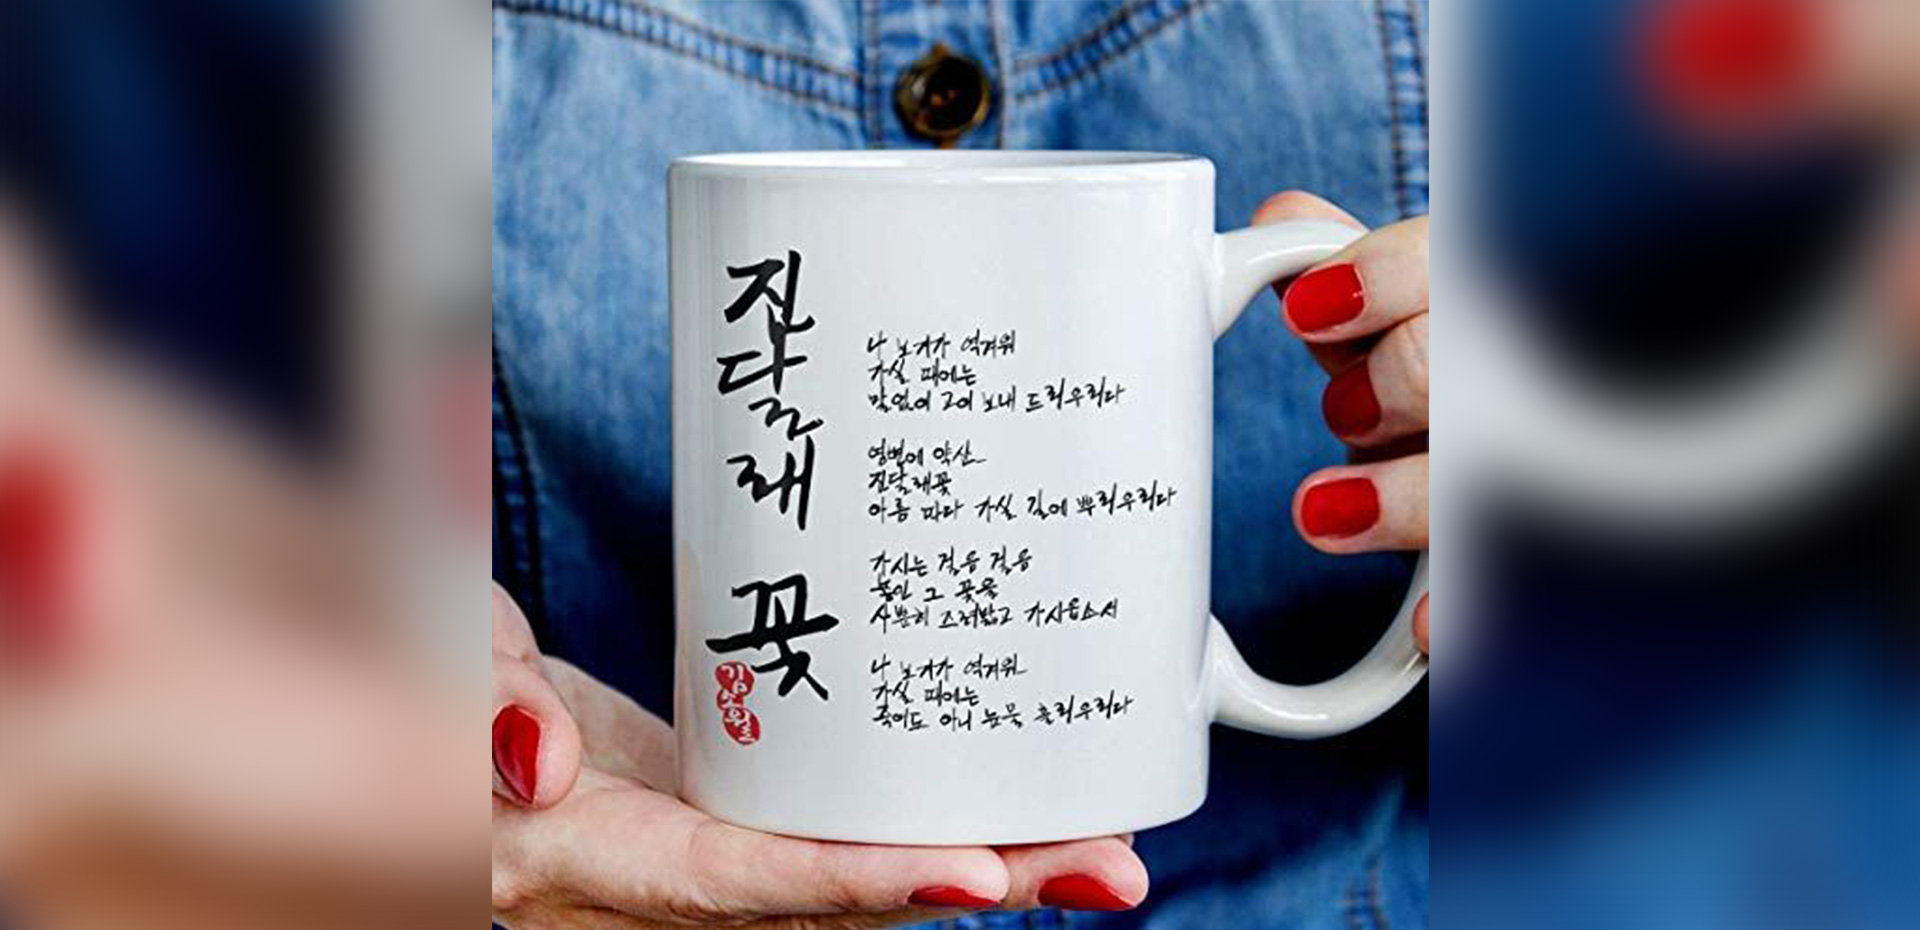 진달래 꽃
김소월
나 보기가 역겨워
가실 때에는
말없이 고이 보내 드리우리다
영변에 약산
진달래꽃
아름 따다 가실 길에 뿌리우리다
가시는 걸음 걸음
놓인 그 꽃을
사뿐히 즈려밟고 가시옵소서
나 보기가 역겨워
가실 때에는
죽어도 아니 눈물 흘리우리다